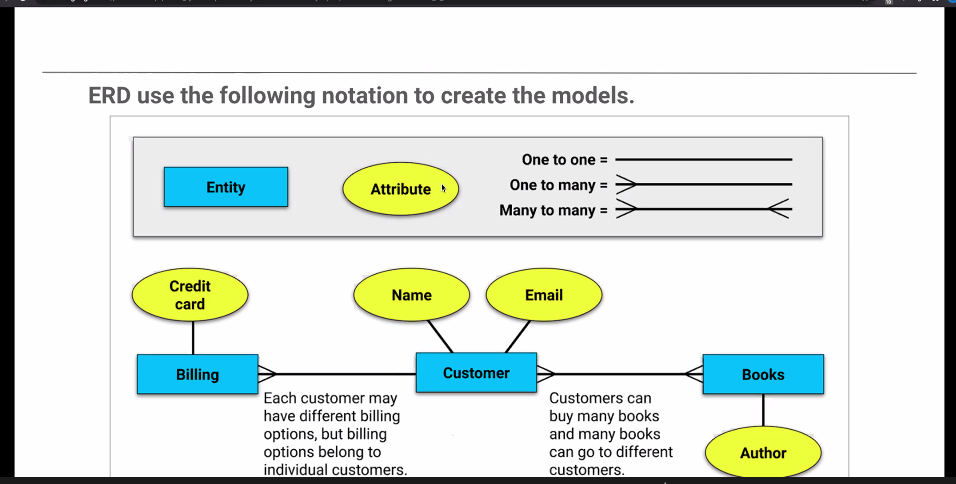 ERD use the following notation to create the models.
Entity
Attribute
One to one =
One to many =
Many to many =
Credit
card
Name
Email
Billing
Customer
Books
Each customer may
have different billing
options, but billing
options belong to
individual customers.
Customers can
buy many books
and many books
can go to different
customers.
Author